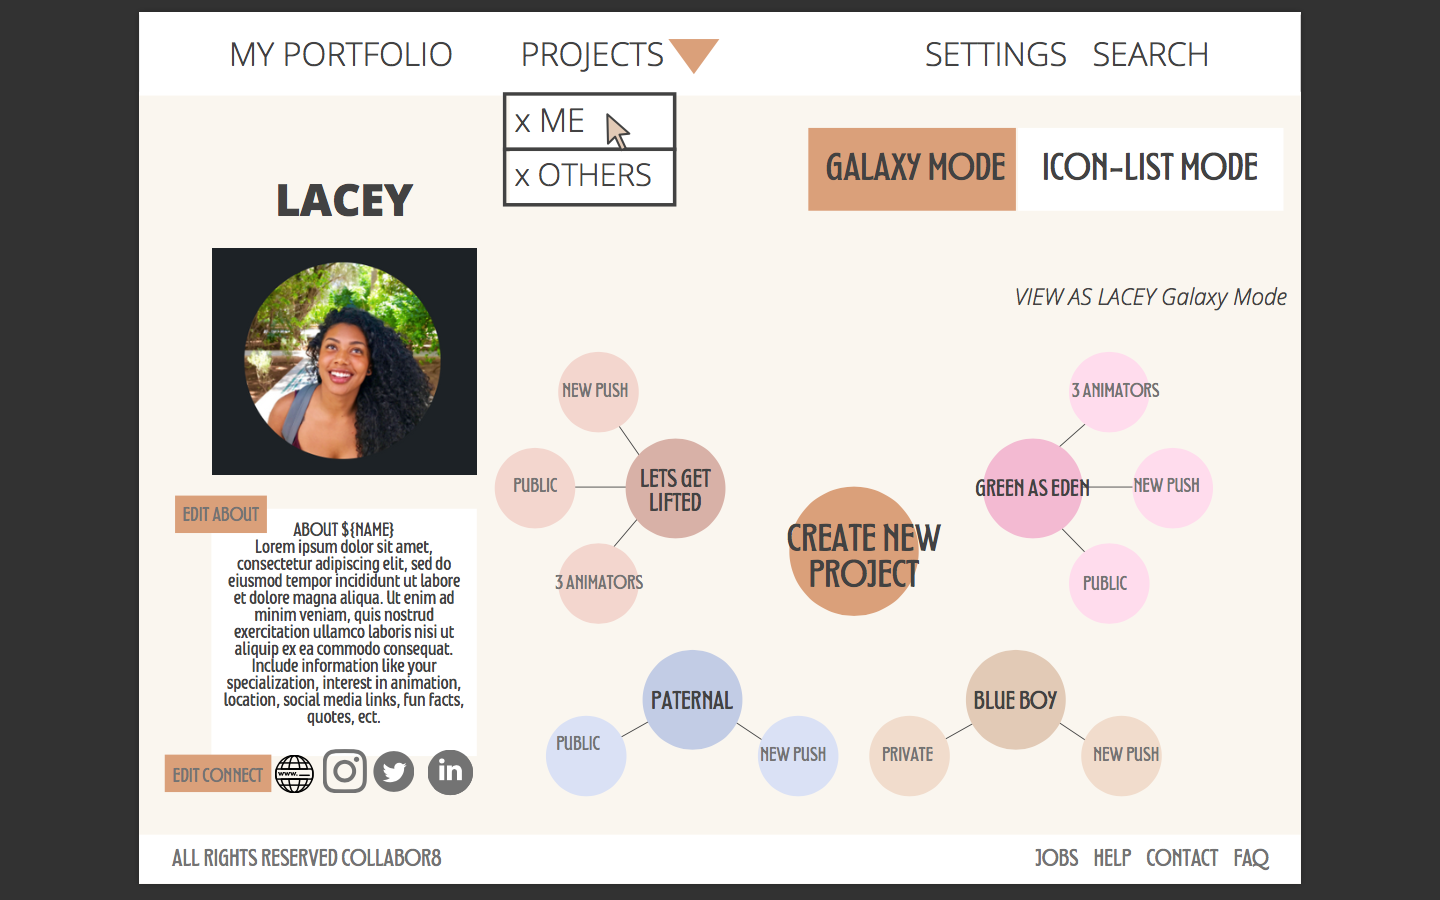 MY PORTFOLIO
PROJECTS
SETTINGS
SEARCH
x ME
x OTHERS
GALAXY MODE
ICON-LIST MODE
LACEY
VIEW AS LACEY Galaxy Mode
NEW PUSH
PUBLIC
LETS GET
LIFTED
3 ANIMATORS
3 ANIMATORS
GREEN AS EDEN
NEW PUSH
PUBLIC
CREATE NEW
PROJECT
EDIT ABOUT
ABOUT ${NAME}
Lorem ipsum dolor sit amet,
consectetur adipiscing elit, sed do
eiusmod tempor incididunt ut labore
et dolore magna aliqua. Ut enim ad
minim veniam, quis nostrud
exercitation ullamco laboris nisi ut
aliquip ex ea commodo consequat.
Include information like your
specialization, interest in animation,
location, social media links, fun facts,
quotes, ect.
PATERNAL
PUBLIC
NEW PUSH
BLUE BOY
PRIVATE
NEW PUSH
EDIT CONNECT
www.
in
ALL RIGHTS RESERVED COLLABOR8
JOBS
HELP
CONTACT
FAQ